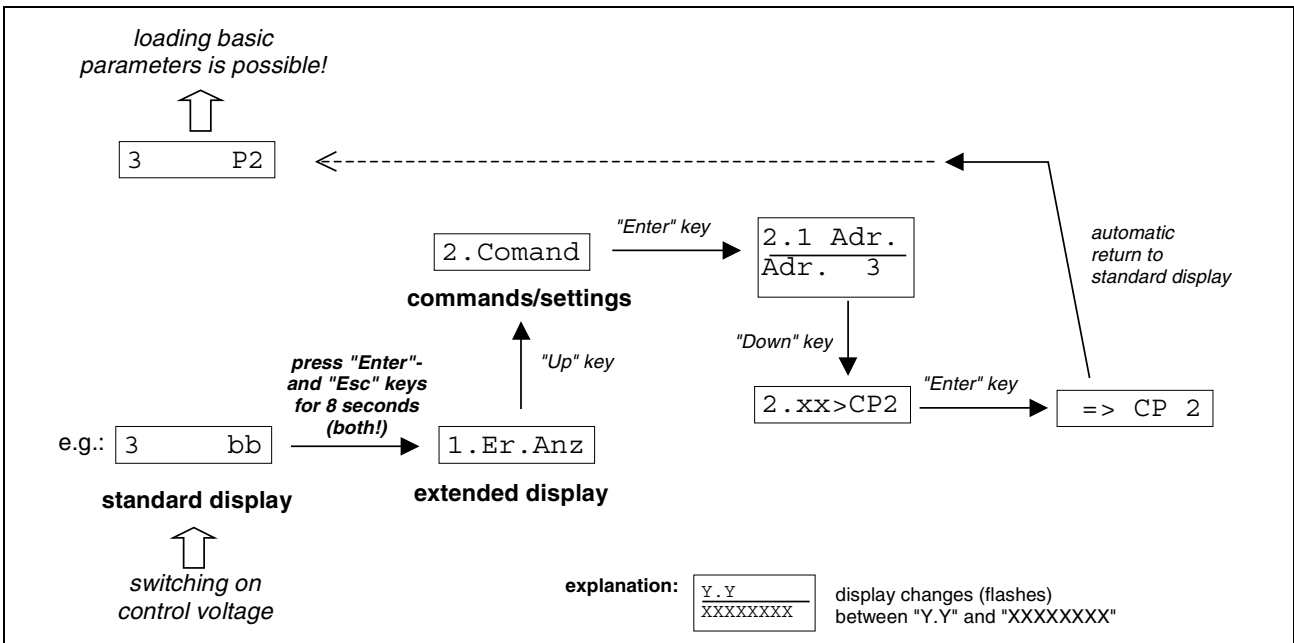 loading basic
parameters is possible!
3 P2
2.Comand
commands/settings
"Enter" key
2.1 Adr.
Adr. 3
automatic
return to
standard display
"Down" key
"Up" key
press "Enter"-
and "Esc" keys
for 8 seconds
(both!)
2.xx>CP2
"Enter" key
=> CP 2
e.g.: 3 bb
1.Er.Anz
standard display
extended display
switching on
control voltage
explanation:
Y.Y
XXXXXXXX
display changes (flashes)
between "Y.Y" and "XXXXXXXX"